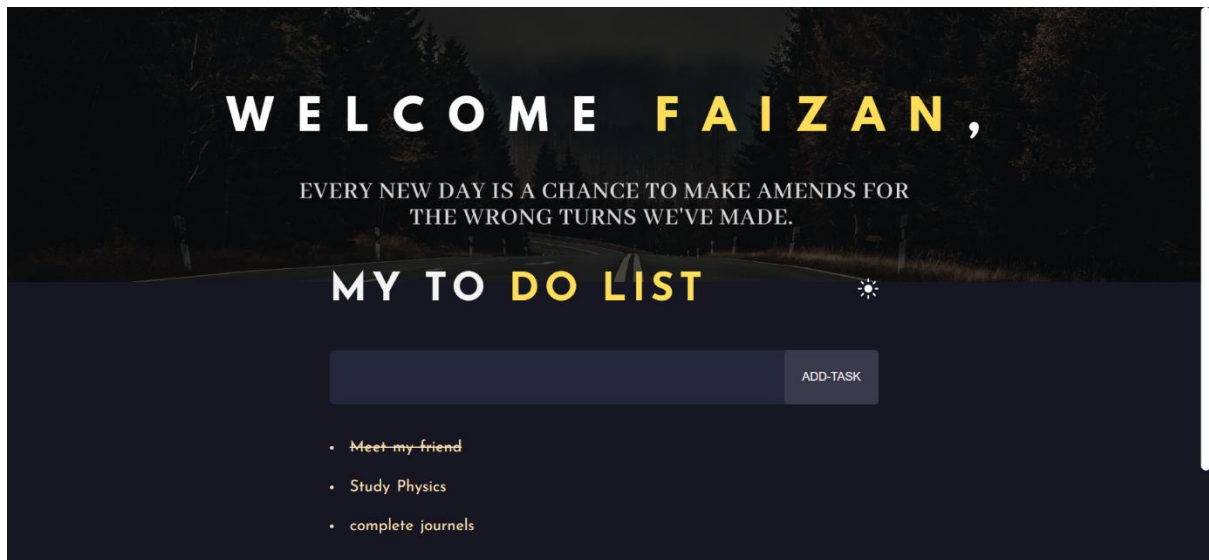 WELCOME FAIZAN,
EVERY NEW DAY IS A CHANCE TO MAKE AMENDS FOR
THE WRONG TURNS WE'VE MADE.
MY TO DO LIST
ADD-TASK
Meet my friend
Study Physics
complete journels